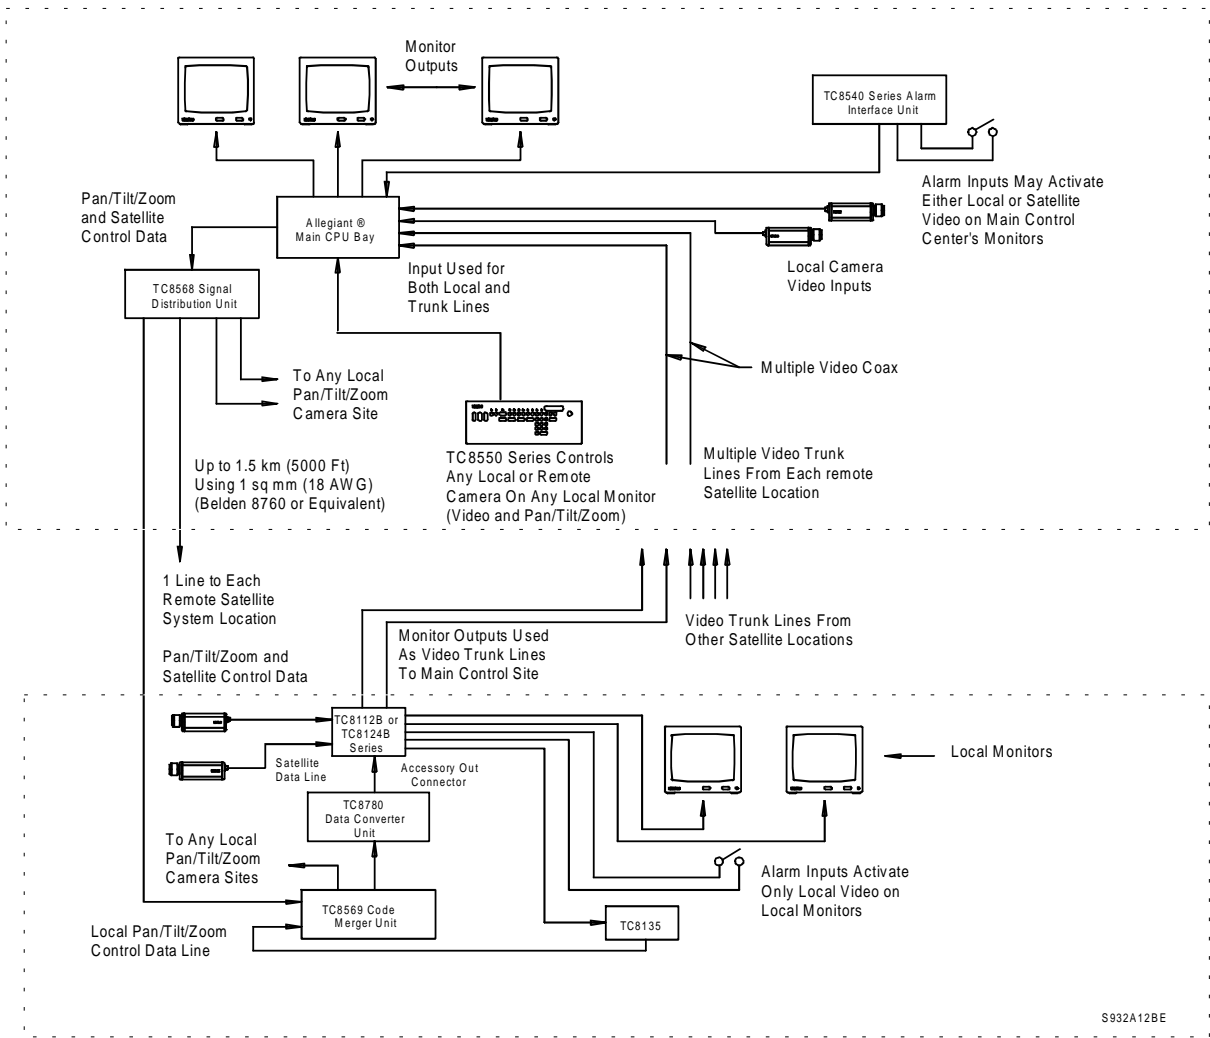 Monitor
Outputs
TC8540 Series Alarm
Interface Unit
Alarm Inputs May Activate
Either Local or Satellite
Video on Main Control
Center's Monitors
Pan/Tilt/Zoom
and Satellite
Control Data
Allegiant ®
Main CPU Bay
Local Camera
Video Inputs
Input Used for
Both Local and
Trunk Lines
TC8568 Signal
Distribution Unit
To Any Local
Pan/Tilt/Zoom
Camera Site
Multiple Video Coax
TC8550 Series Controls
Any Local or Remote
Camera On Any Local Monitor
(Video and Pan/Tilt/Zoom)
Multiple Video Trunk
Lines From Each remote
Satellite Location
Up to 1.5 km (5000 Ft)
Using 1 sq mm (18 AWG)
(Belden 8760 or Equivalent)
1 Line to Each
Remote Satellite
System Location
Video Trunk Lines From
Other Satellite Locations
Monitor Outputs Used
As Video Trunk Lines
To Main Control Site
Pan/Tilt/Zoom and
Satellite Control Data
TC8112B or
TC8124B
Series
Local Monitors
Satellite
Data Line
Accessory Out
Connector
TC8780
Data Converter
Unit
To Any Local
Pan/Tilt/Zoom
Camera Sites
Alarm Inputs Activate
Only Local Video on
Local Monitors
TC8569 Code
Merger Unit
TC8135
Local Pan/Tilt/Zoom
Control Data Line
S932A12BE